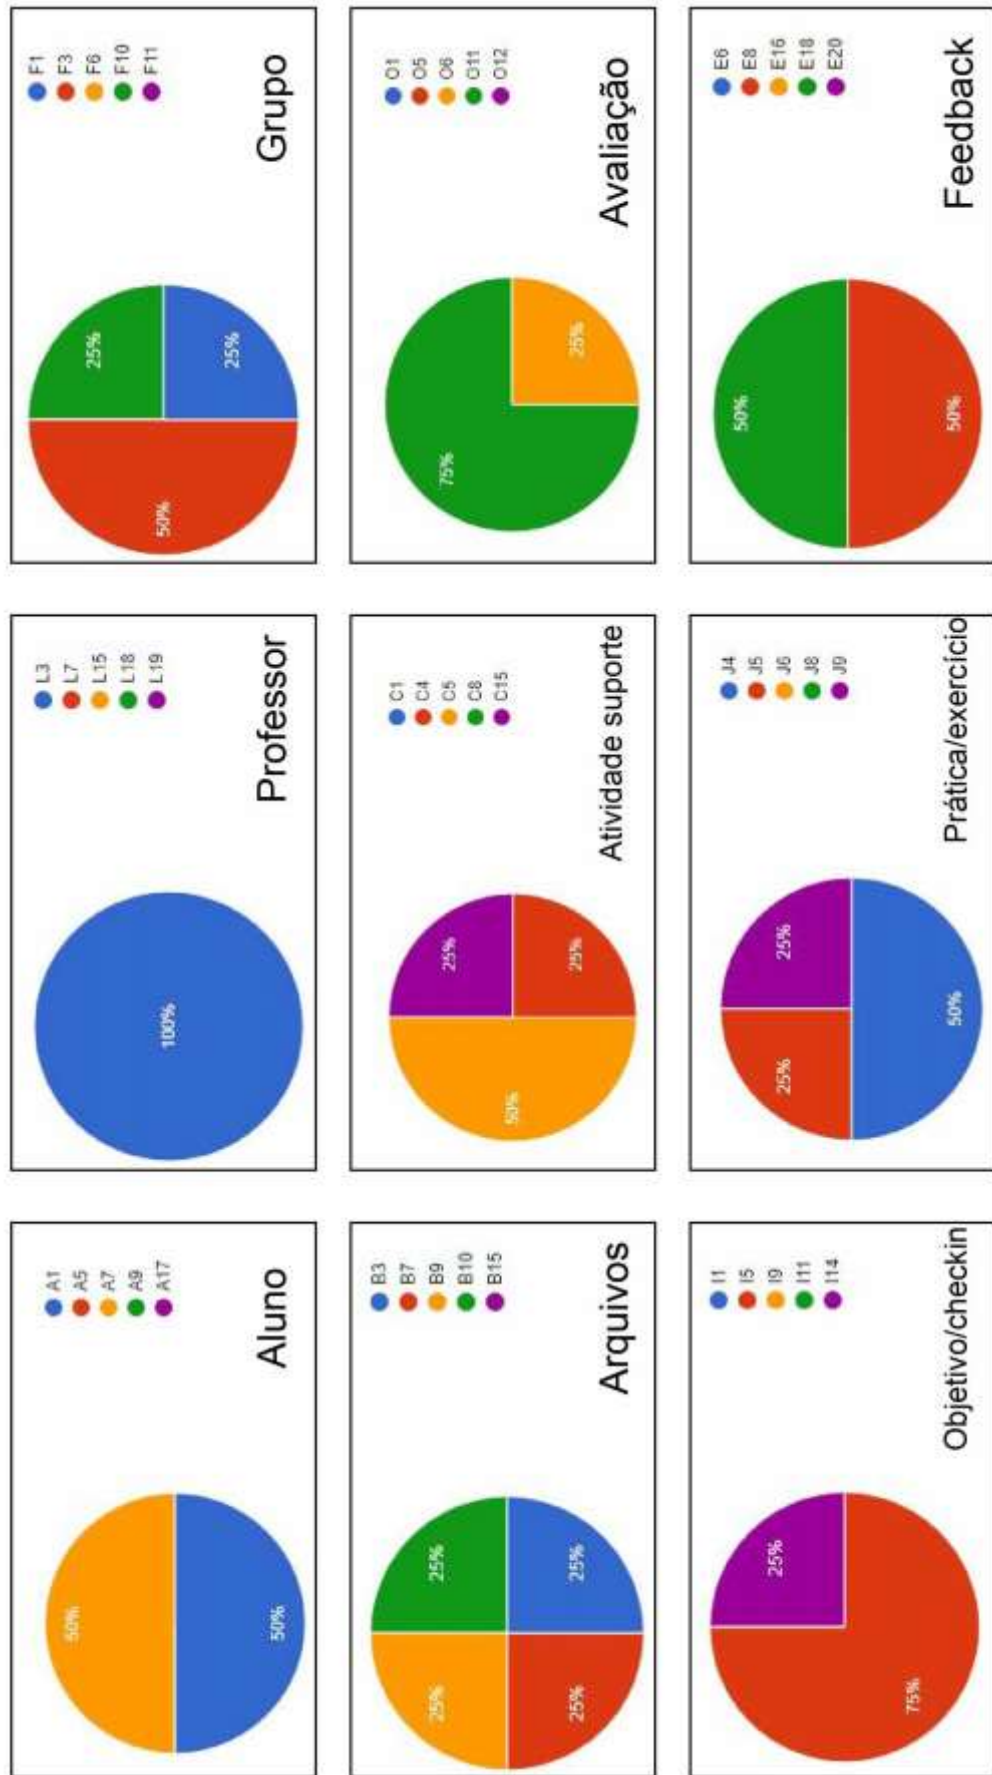 50%
50%
A1
A5
A7
A9
A17
Aluno
100%
L3
L7
L15
L18
L19
Professor
50%
25%
25%
F1
F3
F6
F10
F11
Grupo
25%
25%
25%
25%
B3
B7
B9
B10
B15
Arquivos
50%
25%
25%
C1
C4
C5
C8
C15
Atividade suporte
75%
25%
O1
O5
O6
O11
O12
Avaliação
75%
25%
I1
I5
I9
I11
I14
Objetivo/checkin
25%
25%
50%
J4
J5
J6
J8
J9
Prática/exercício
50%
50%
E6
E8
E16
E18
E20
Feedback